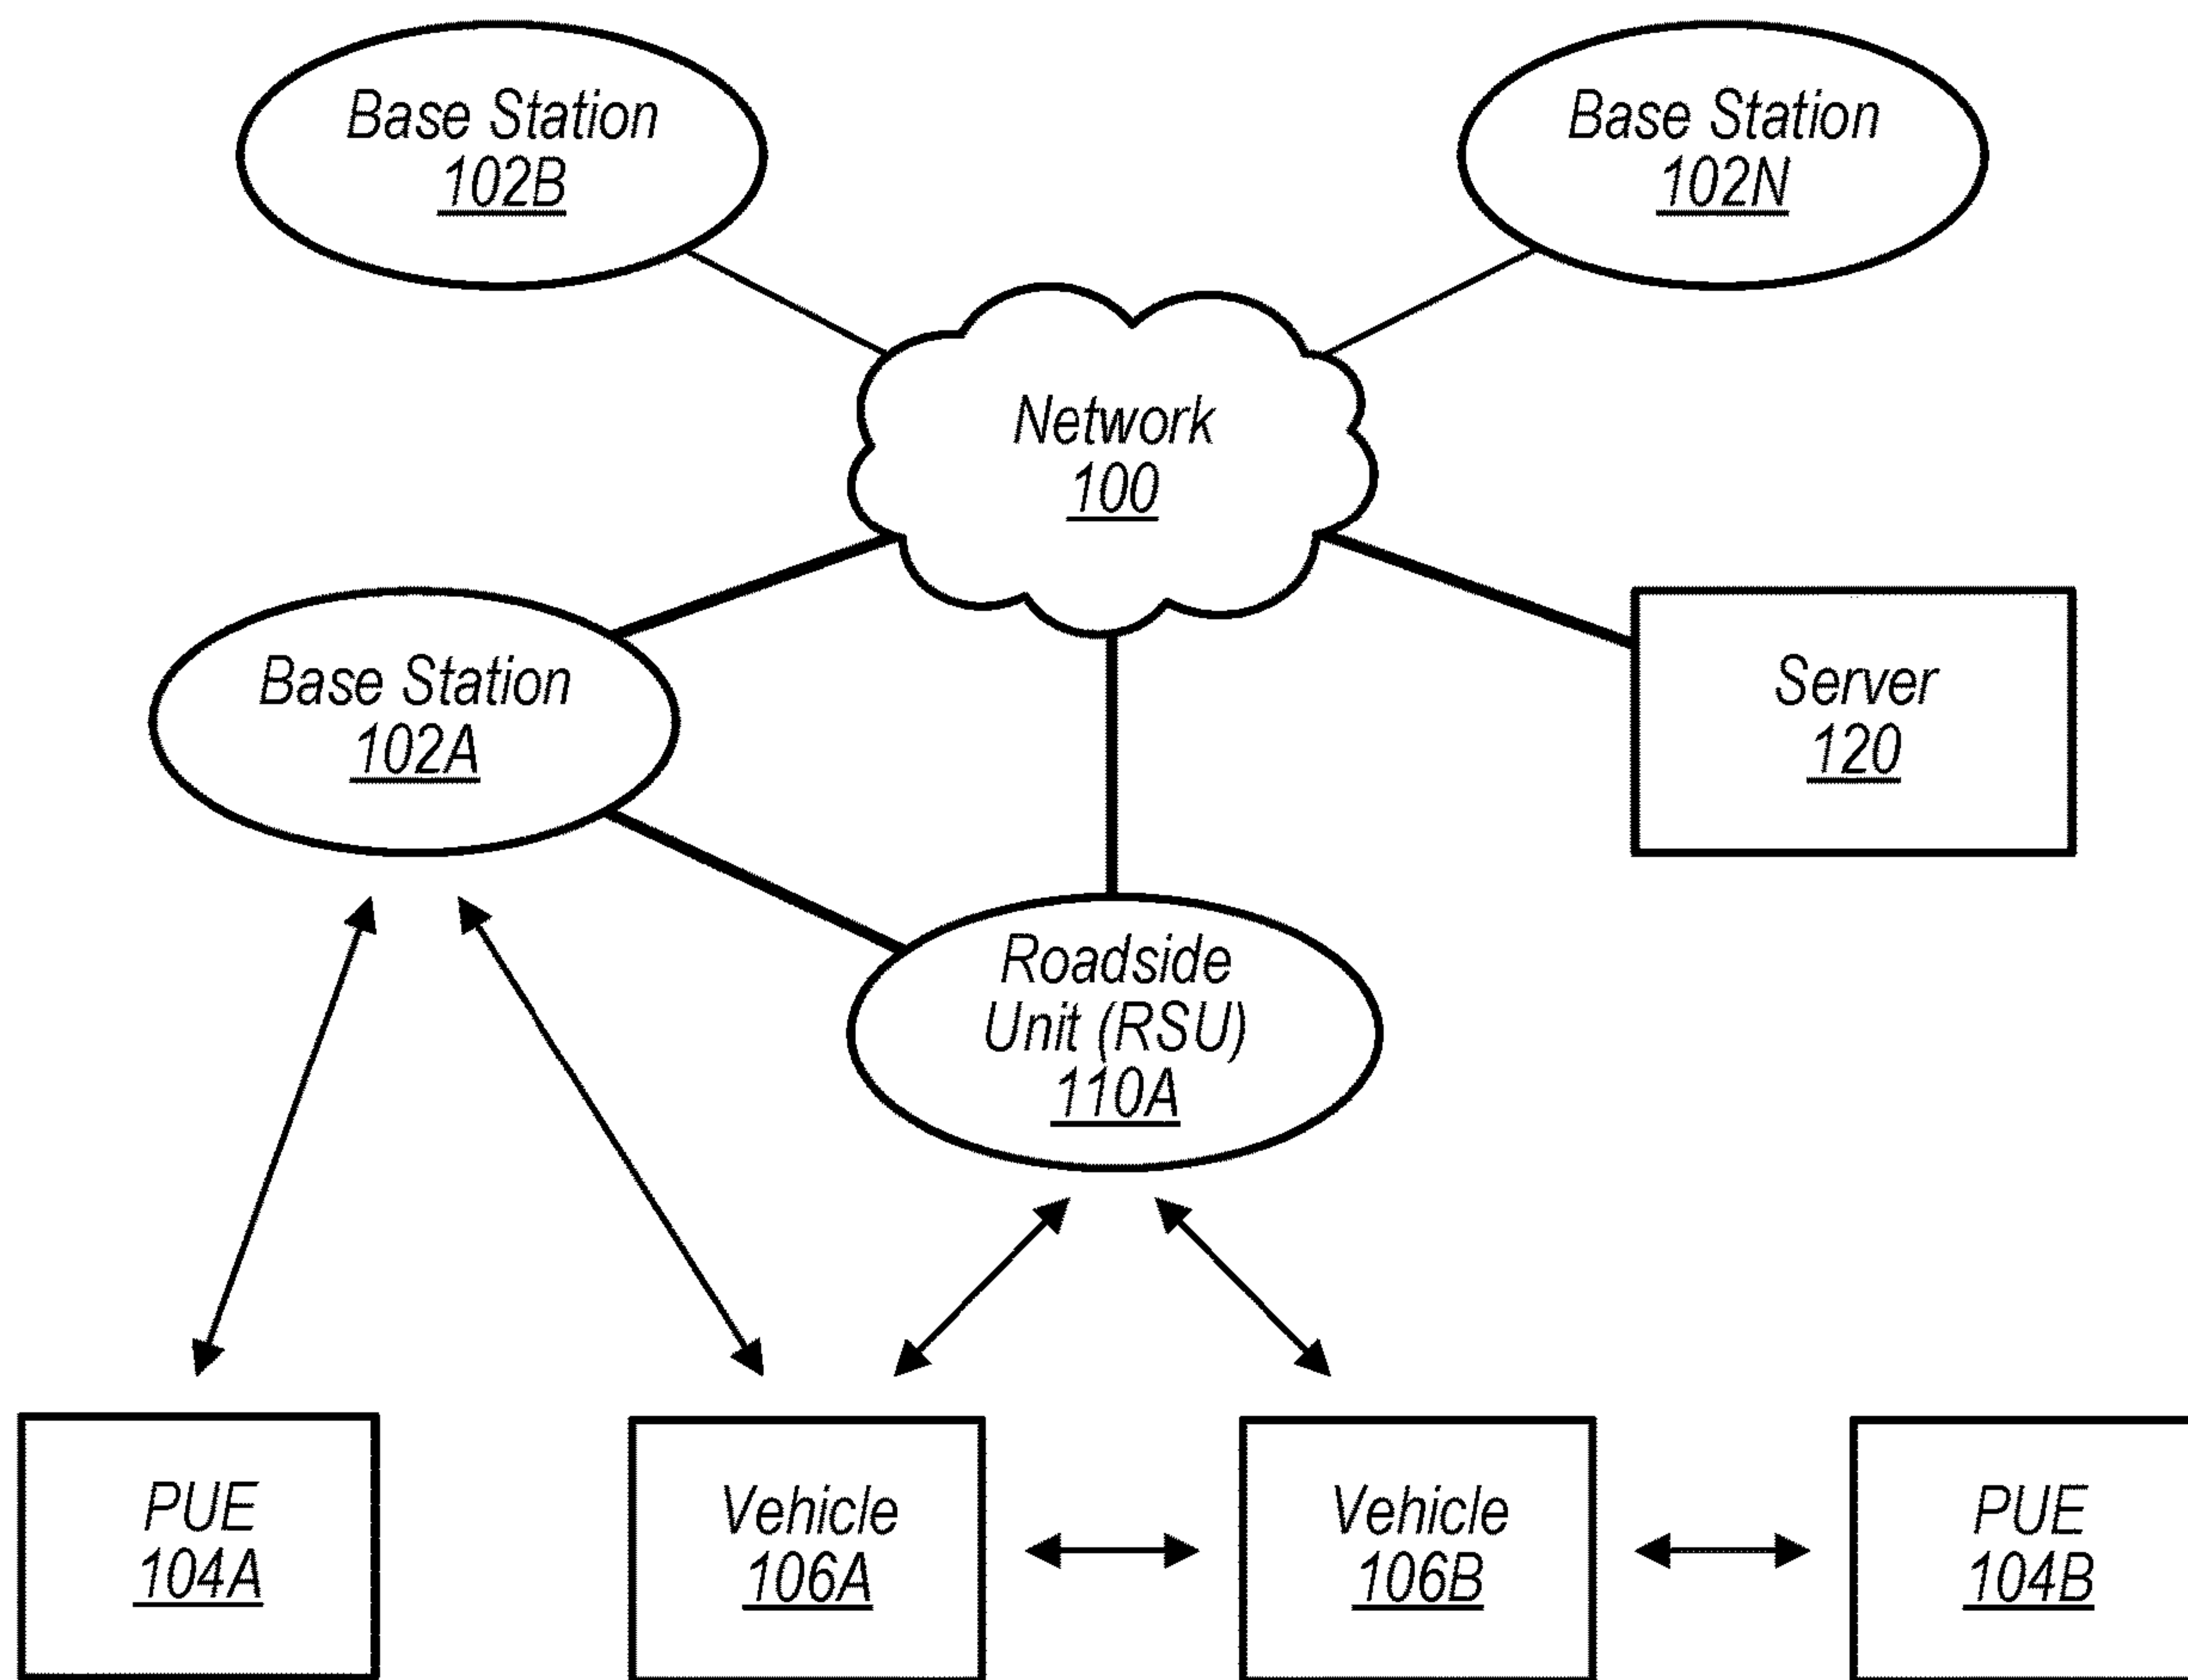 Base Station
102B
Base Station
102N
Network
100
Base Station
102A
Server
120
Roadside
Unit (RSU)
110A
PUE
104A
Vehicle
106A
Vehicle
106B
PUE
104B